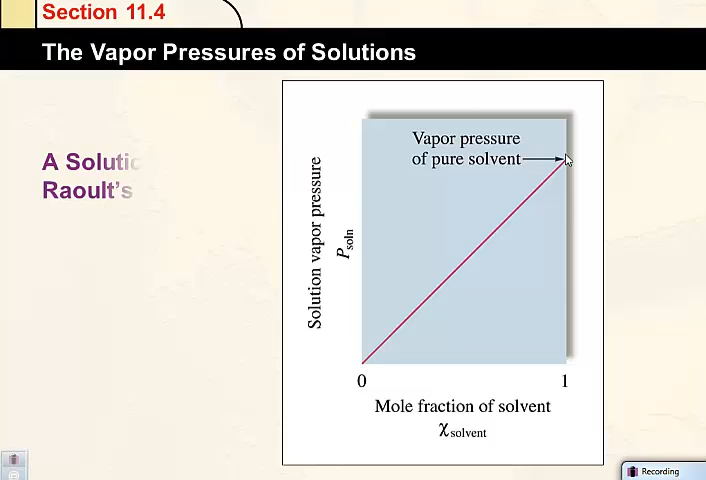 Section 11.4
The Vapor Pressures of Solutions
A Solutio
Raoult's
Vapor pressure
of pure solvent
Solution vapor pressure
Psoln
0
1
Mole fraction of solvent
χsolvent
Recording